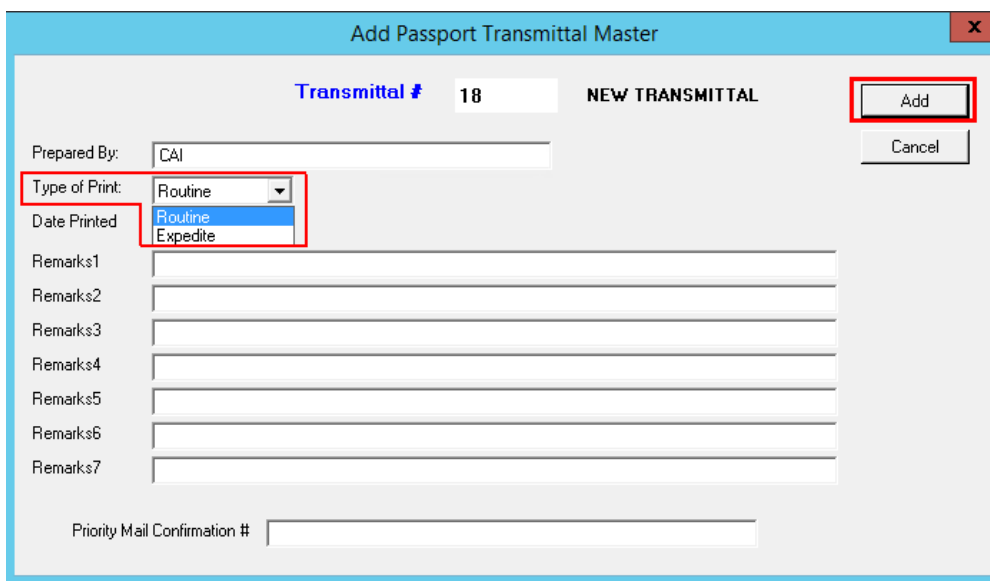 Add Passport Transmittal Master
x
Transmittal # 18 NEW TRANSMITTAL
Add
Prepared By: CAI
Cancel
Type of Print: Routine
Routine
Date Printed
Expedite
Remarks1
Remarks2
Remarks3
Remarks4
Remarks5
Remarks6
Remarks7
Priority Mail Confirmation #